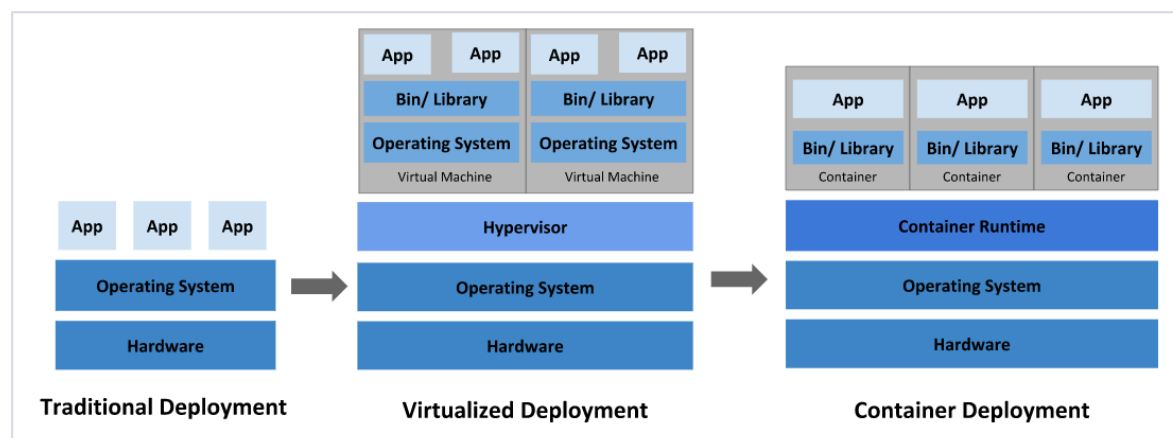 App App App
Operating System
Hardware
Traditional Deployment
App App App App
Bin/ Library Bin/ Library
Operating System Operating System
Virtual Machine Virtual Machine
Hypervisor
Operating System
Hardware
Virtualized Deployment
App App App
Bin/ Library Bin/ Library Bin/ Library
Container Container Container
Container Runtime
Operating System
Hardware
Container Deployment